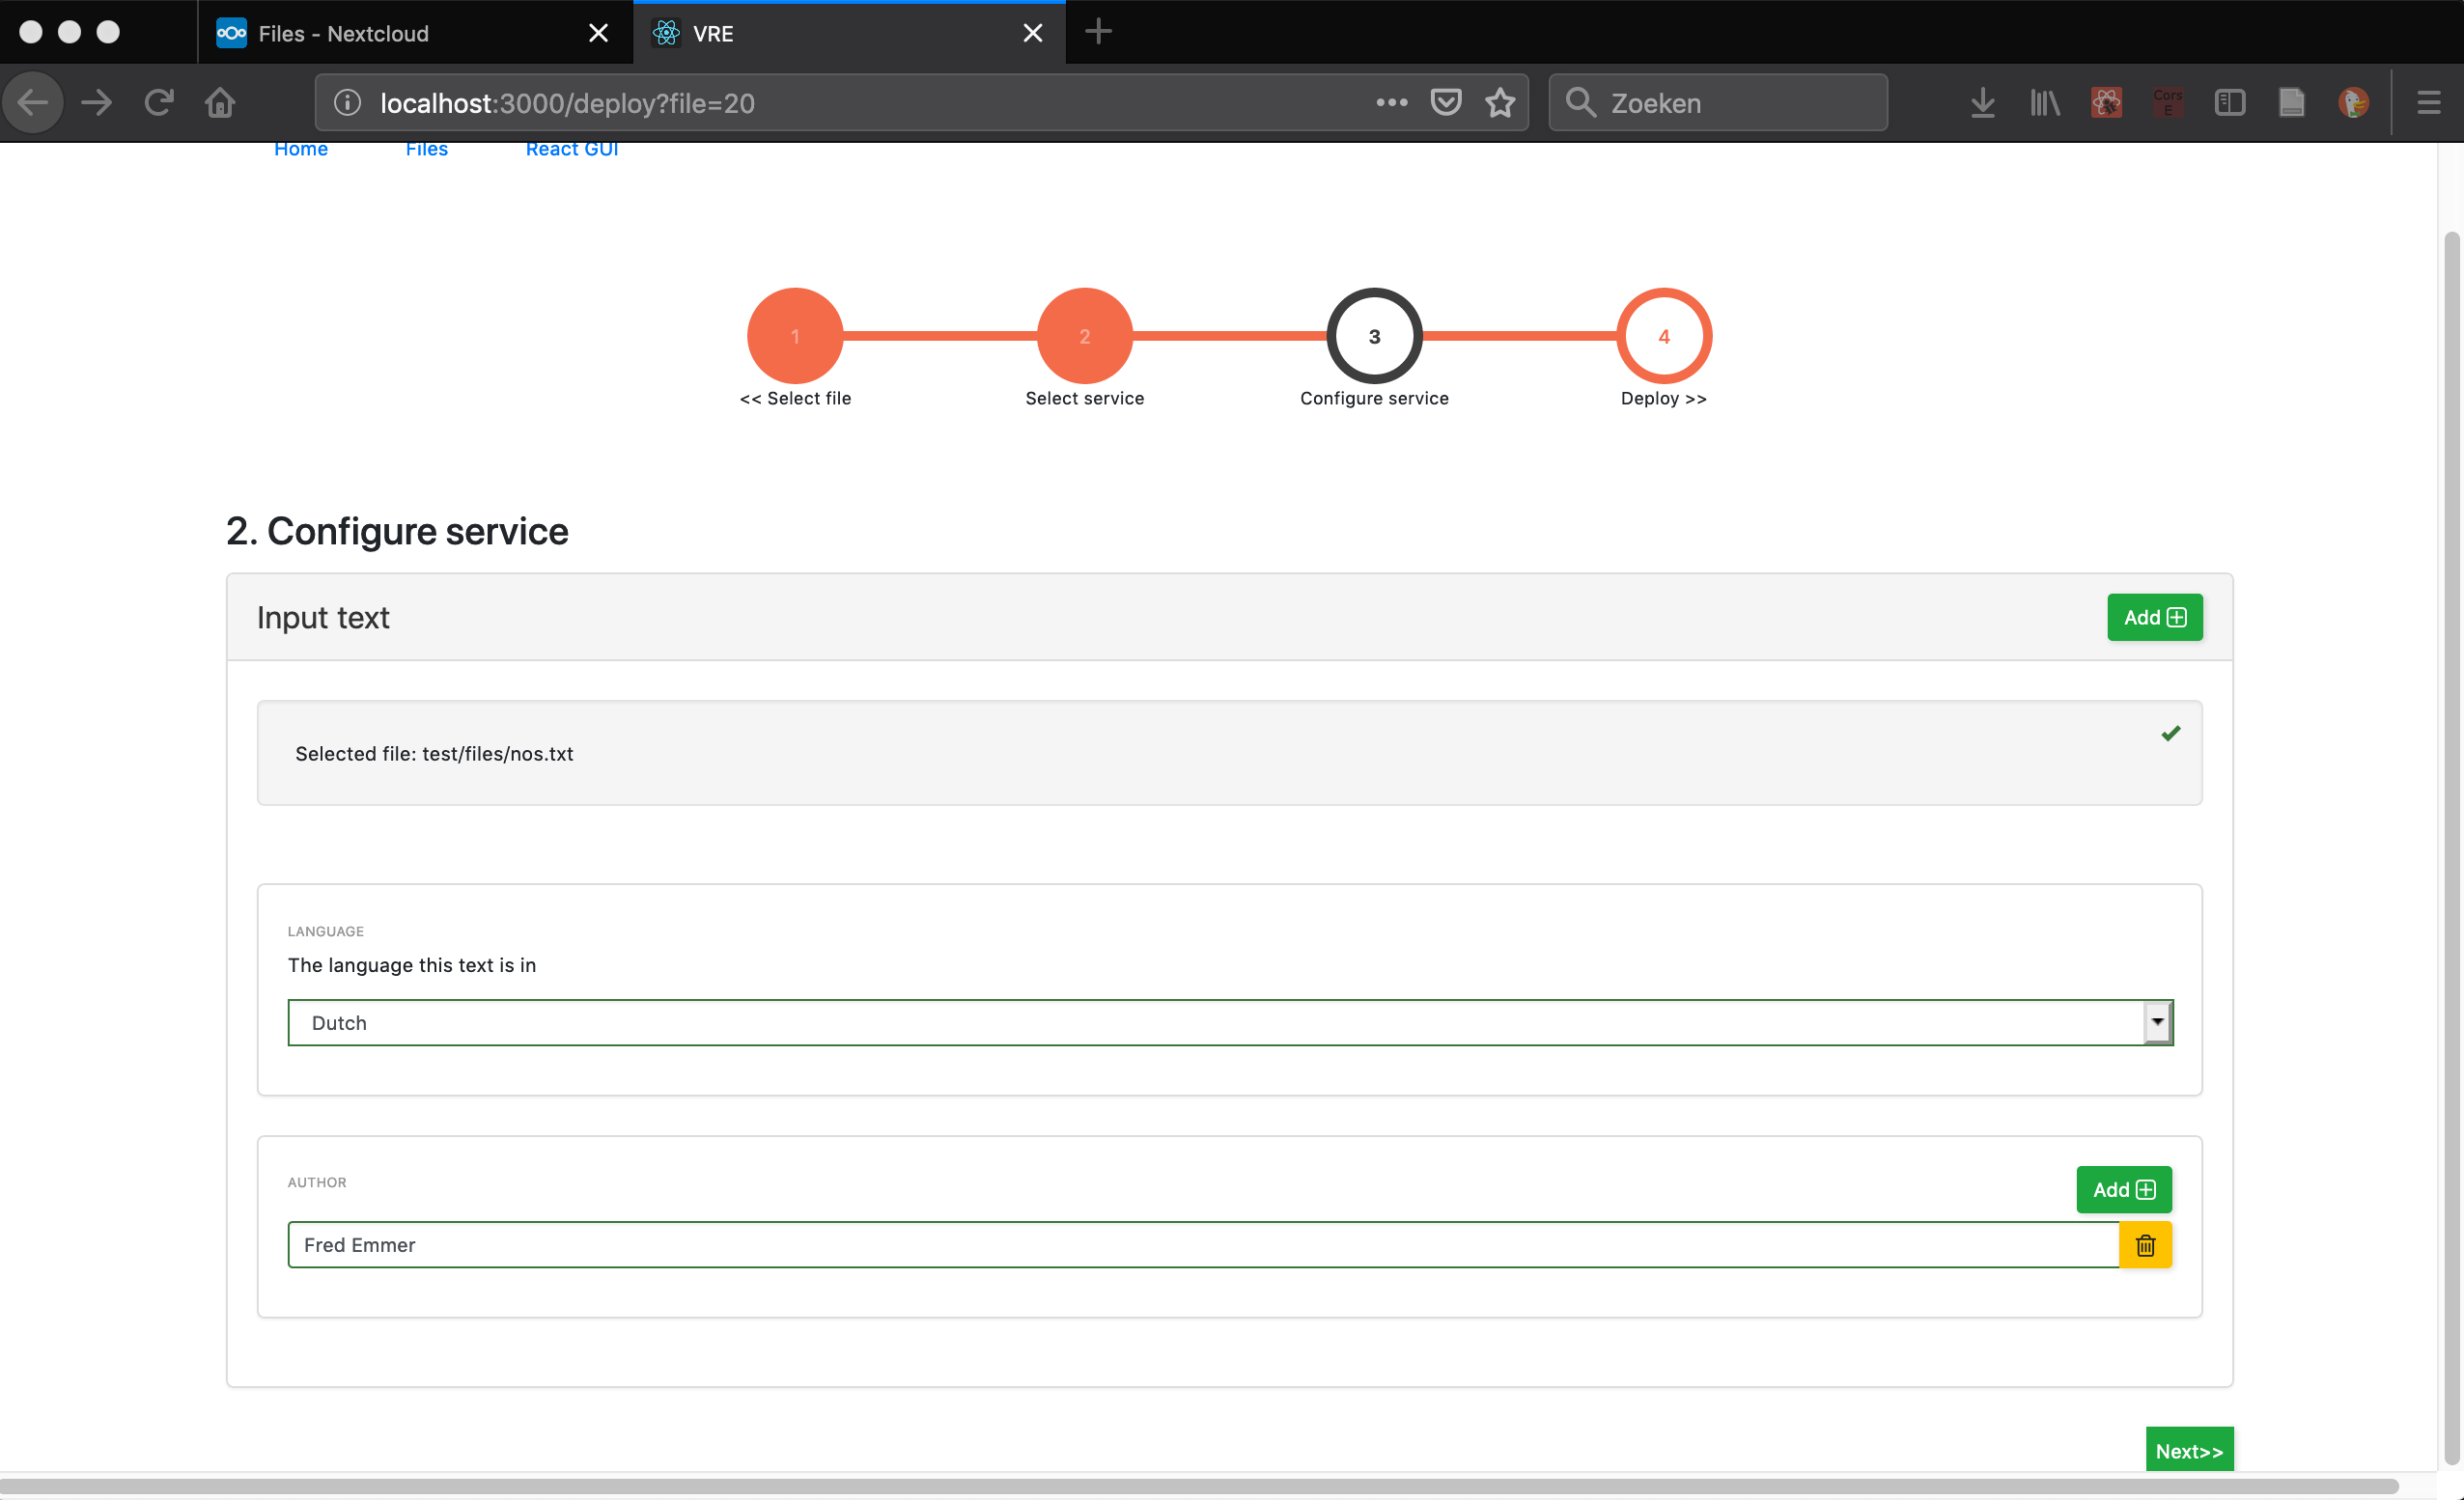 Files - Nextcloud
VRE
localhost:3000/deploy?file=20
Zoeken
Cors
E
Home
Files
React GUI
1
2
3
4
<< Select file
Select service
Configure service
Deploy >>
2. Configure service
Input text
Add
Selected file: test/files/nos.txt
LANGUAGE
The language this text is in
Dutch
AUTHOR
Add
Fred Emmer
Next>>